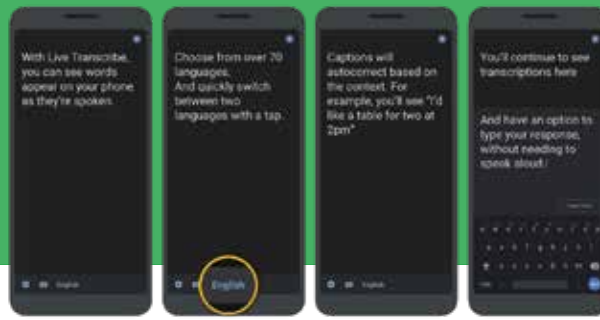 With Live Transcribe,
you can see words
appear on your phone
as they're spoken.
English
Choose from over 70
languages.
And quickly switch
between two
languages with a tap.
English
Captions will
autocorrect based on
the context. For
example, you'll see "I'd
like a table for two at
2pm"
English
You'll continue to see
transcriptions here
And have an option to
type your response,
without needing to
speak aloud.